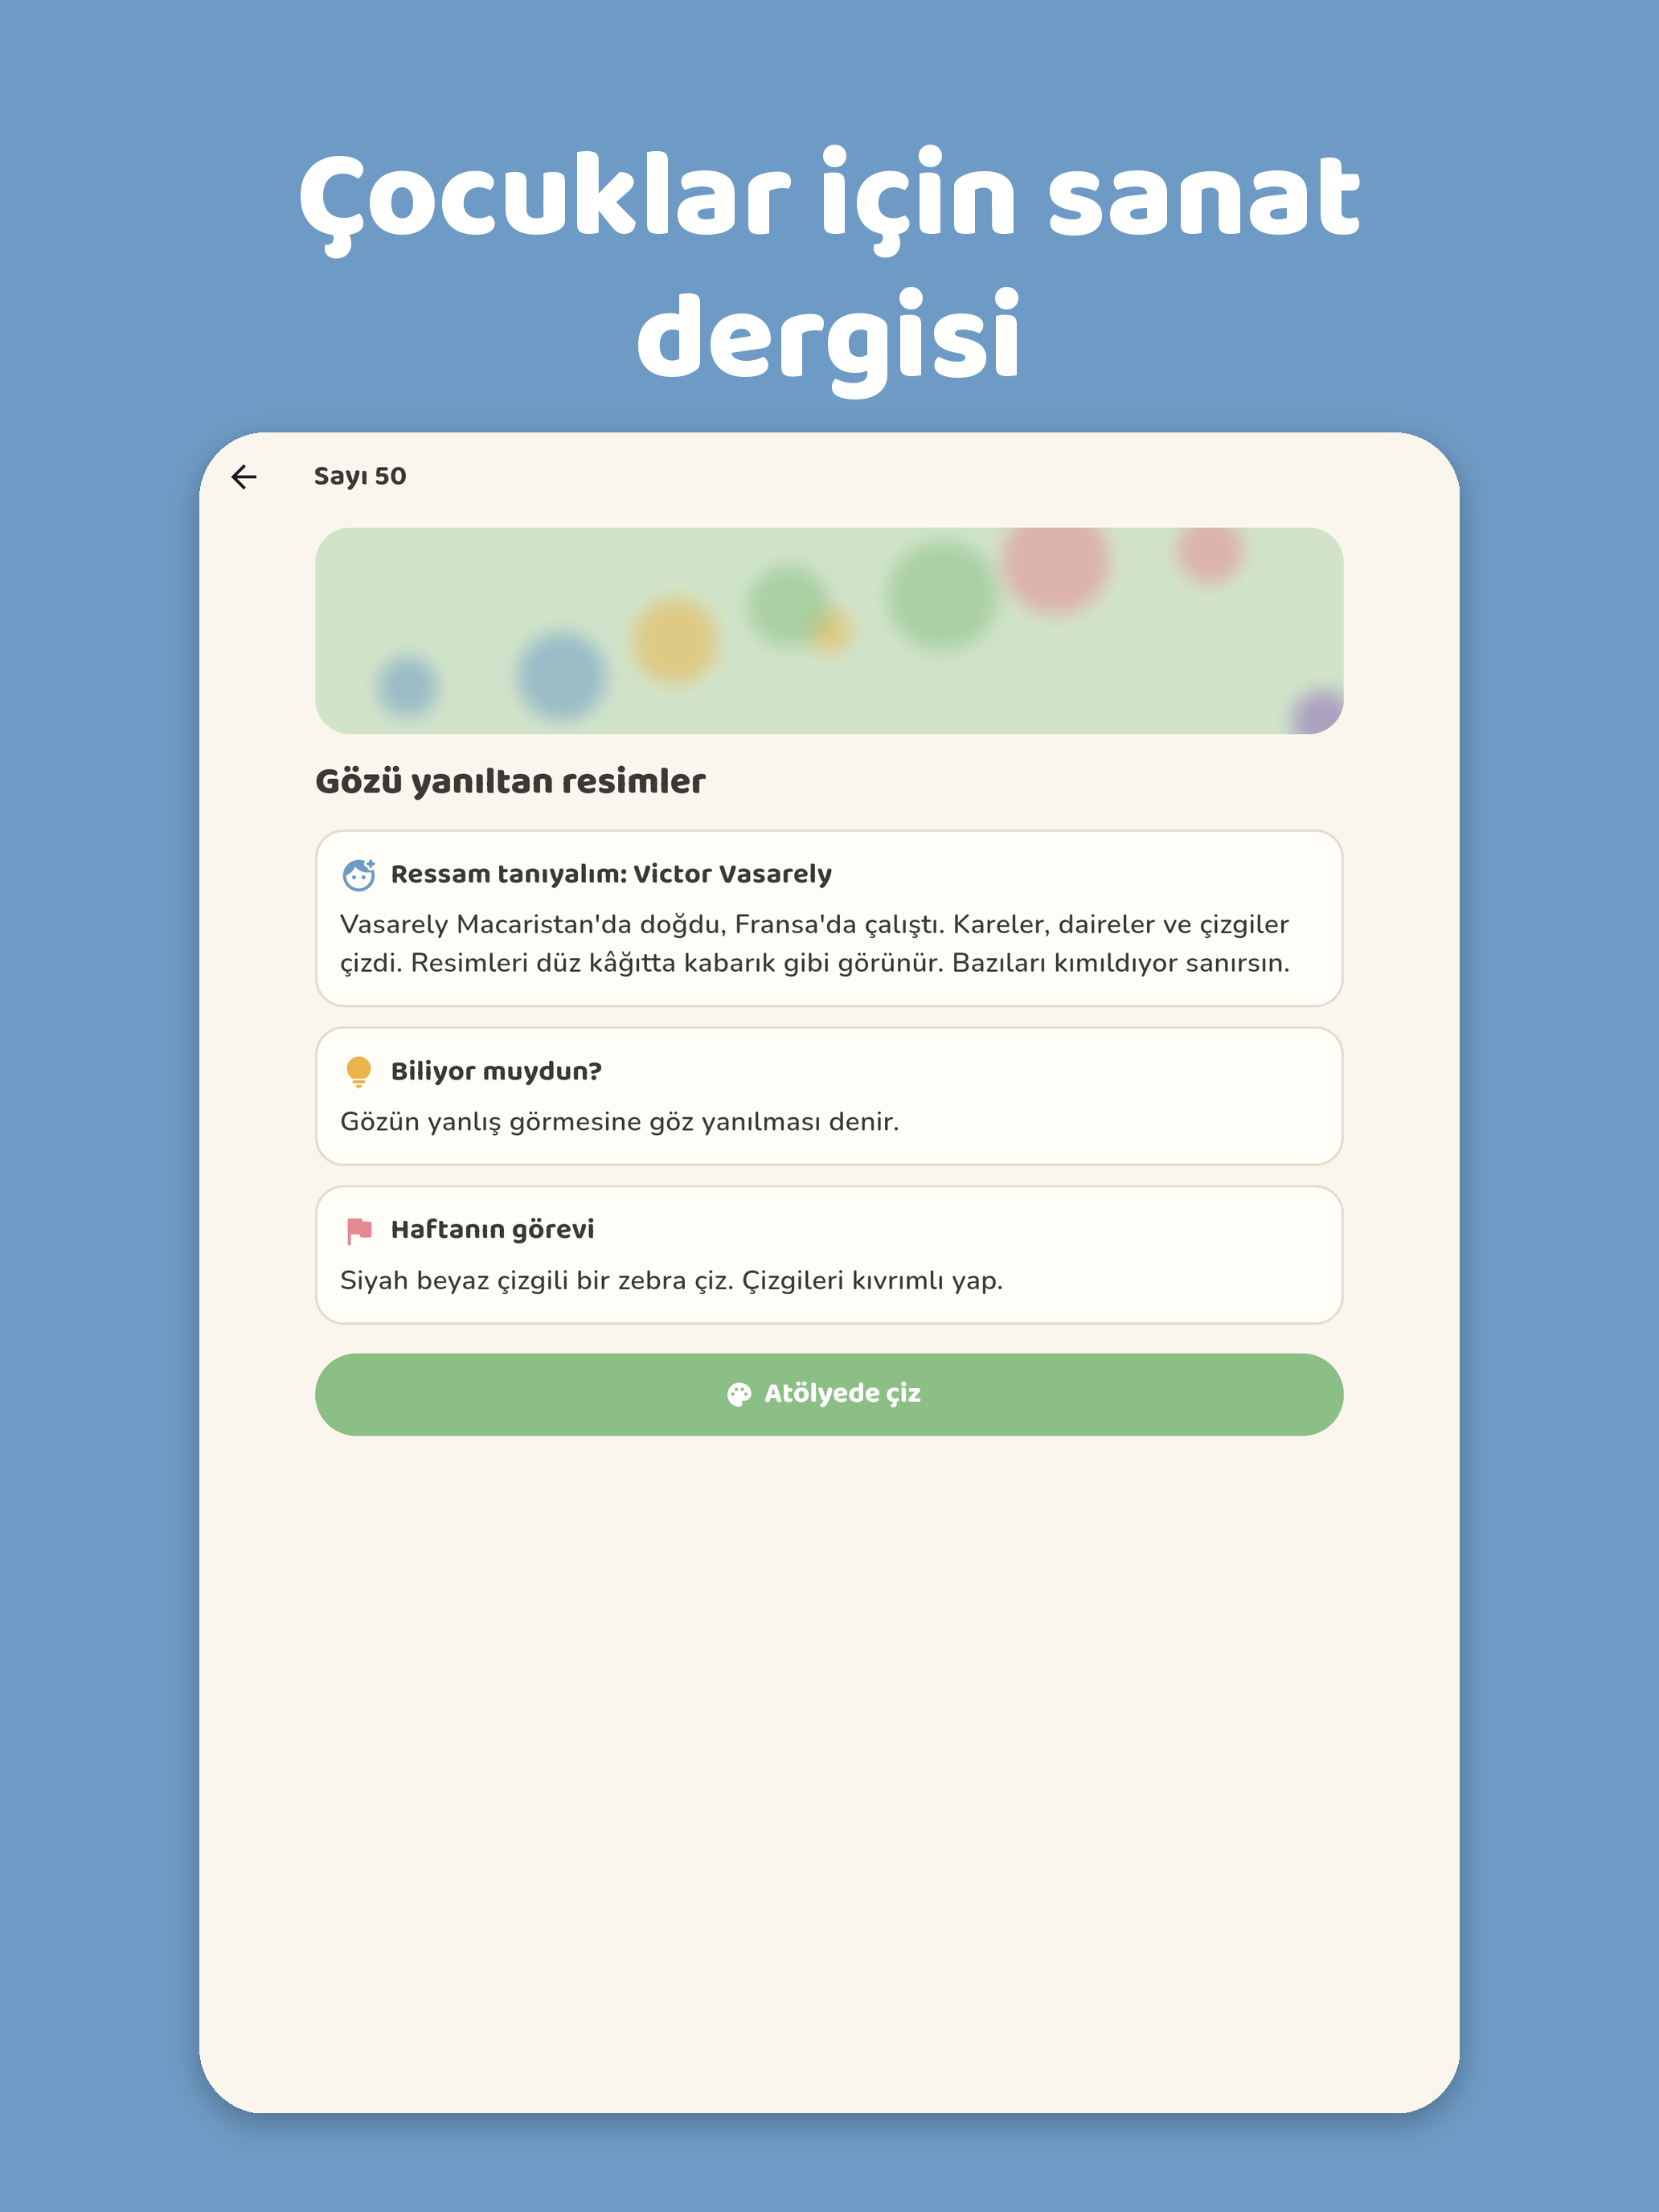 Çocuklar için sanat
dergisi
Sayı 50
Gözü yanıltan resimler
Ressam tanıyalım: Victor Vasarely
Vasarely Macaristan'da doğdu, Fransa'da çalıştı. Kareler, daireler ve çizgiler
çizdi. Resimleri düz kâğıtta kabarık gibi görünür. Bazıları kımıldıyor sanırsın.
Biliyor muydun?
Gözün yanlış görmesine göz yanılması denir.
Haftanın görevi
Siyah beyaz çizgili bir zebra çiz. Çizgileri kıvrımlı yap.
Atölyede çiz